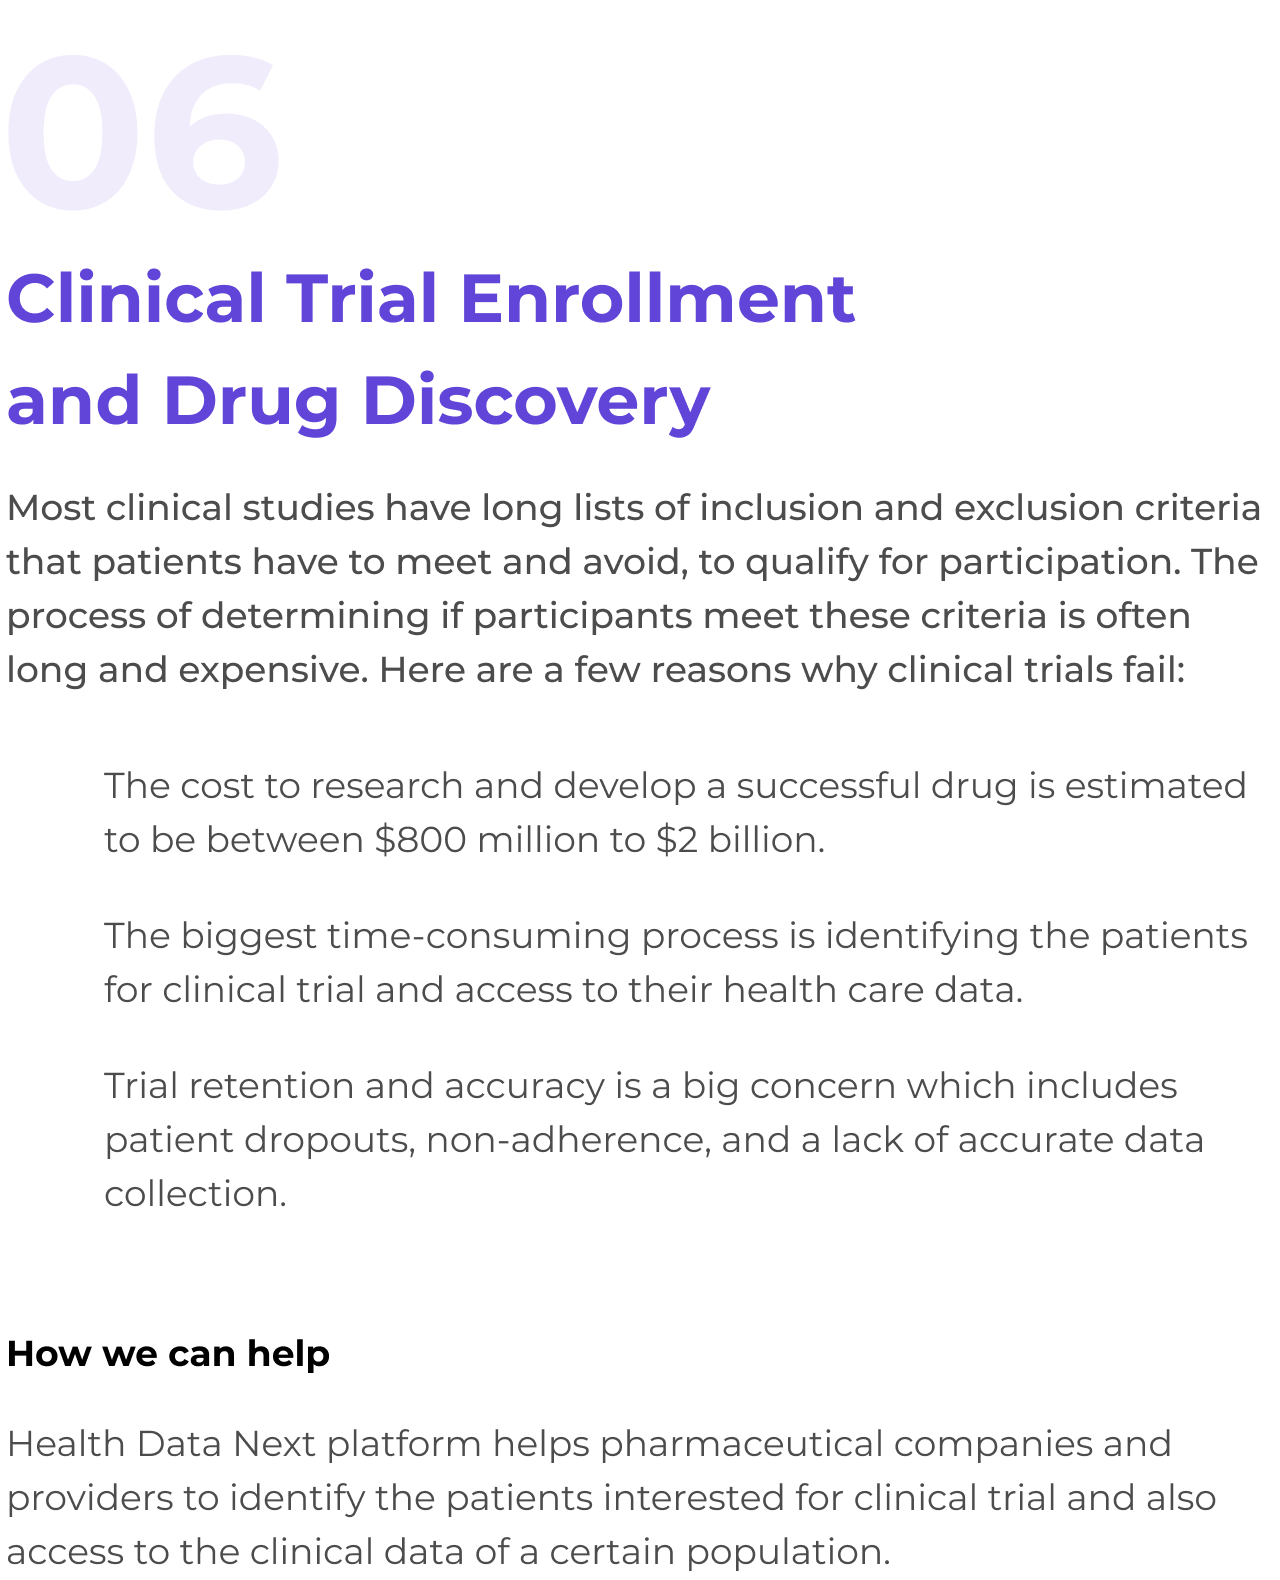 06
Clinical Trial Enrollment
and Drug Discovery
Most clinical studies have long lists of inclusion and exclusion criteria
that patients have to meet and avoid, to qualify for participation. The
process of determining if participants meet these criteria is often
long and expensive. Here are a few reasons why clinical trials fail:
The cost to research and develop a successful drug is estimated
to be between $800 million to $2 billion.
The biggest time-consuming process is identifying the patients
for clinical trial and access to their health care data.
Trial retention and accuracy is a big concern which includes
patient dropouts, non-adherence, and a lack of accurate data
collection.
How we can help
Health Data Next platform helps pharmaceutical companies and
providers to identify the patients interested for clinical trial and also
access to the clinical data of a certain population.